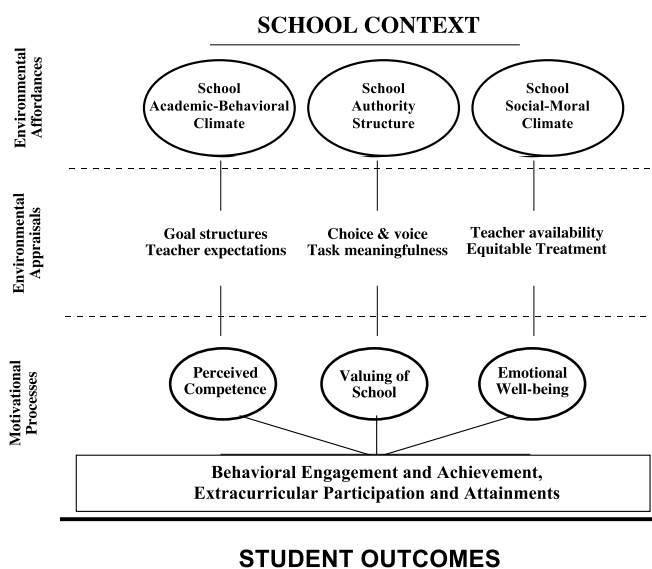 SCHOOL CONTEXT
Environmental
Affordances
School
Academic-Behavioral
Climate
School
Authority
Structure
School
Social-Moral
Climate
Environmental
Appraisals
Goal structures
Teacher expectations
Choice & voice
Task meaningfulness
Teacher availability
Equitable Treatment
Motivational
Processes
Perceived
Competence
Valuing of
School
Emotional
Well-being
Behavioral Engagement and Achievement,
Extracurricular Participation and Attainments
STUDENT OUTCOMES